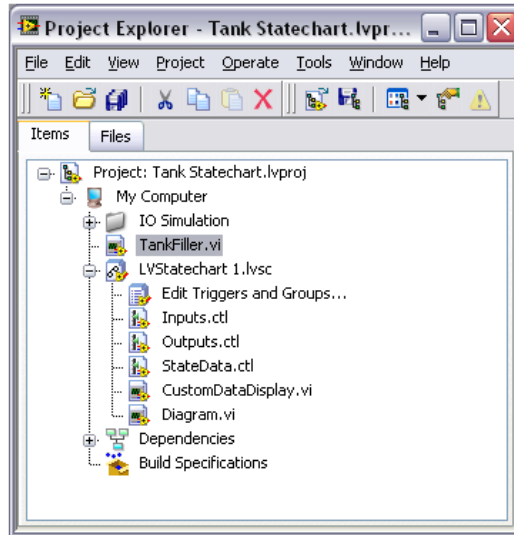 Project Explorer - Tank Statechart.lvpr...
File Edit View Project Operate Tools Window Help
Items Files
Project: Tank Statechart.lvproj
My Computer
IO Simulation
TankFiller.vi
LVStatechart 1.lvsc
Edit Triggers and Groups...
Inputs.ctl
Outputs.ctl
StateData.ctl
CustomDataDisplay.vi
Diagram.vi
Dependencies
Build Specifications